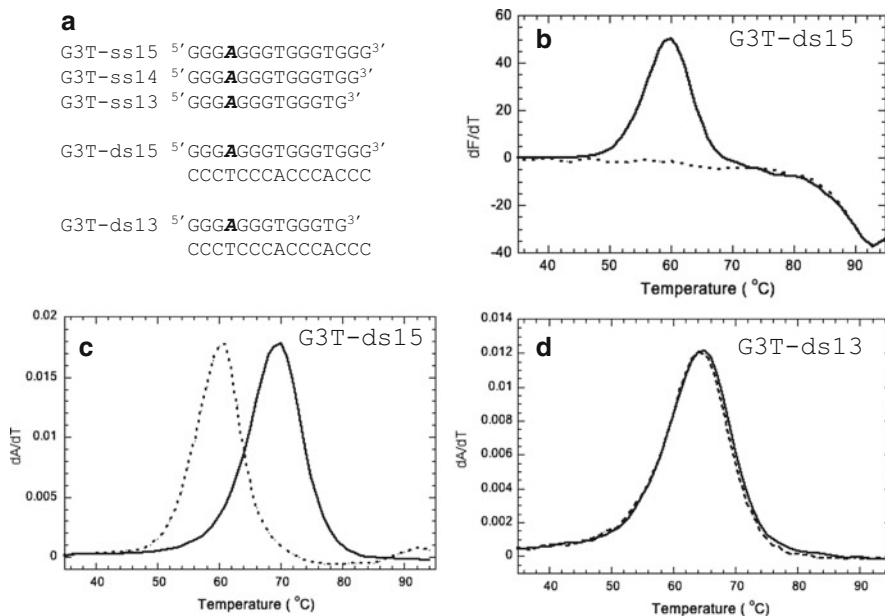 a
G3T-ss15 5'GGGAGGGTGGGTGGG3'
G3T-ss14 5'GGGAGGGTGGGTGG3'
G3T-ss13 5'GGGAGGGTGGGTG3'
G3T-ds15 5'GGGAGGGTGGGTGGG3'
CCCTCCCACCCACCC
G3T-ds13 5'GGGAGGGTGGGTG3'
CCCTCCCACCCACCC
b
G3T-ds15
60
40
20
0
-20
-40
dF/dT
40 50 60 70 80 90
Temperature ( °C)
c
G3T-ds15
0.02
0.015
0.01
0.005
0
dA/dT
40 50 60 70 80 90
Temperature ( °C)
d
G3T-ds13
0.014
0.012
0.01
0.008
0.006
0.004
0.002
0
dA/dT
40 50 60 70 80 90
Temperature ( °C)